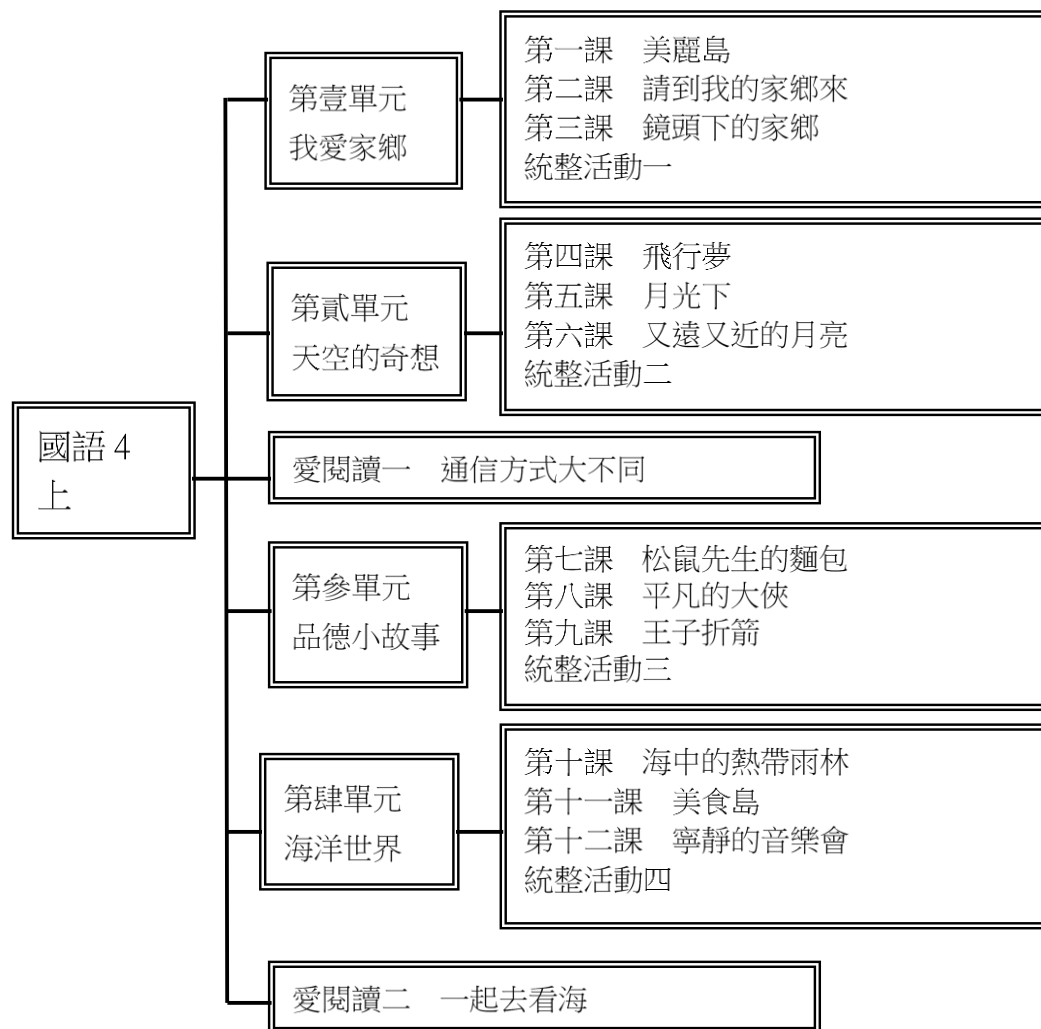 國語 4
上
第壹單元
我愛家鄉
第一課　美麗島
第二課　請到我的家鄉來
第三課　鏡頭下的家鄉
統整活動一
第貳單元
天空的奇想
第四課　飛行夢
第五課　月光下
第六課　又遠又近的月亮
統整活動二
愛閱讀一　通信方式大不同
第參單元
品德小故事
第七課　松鼠先生的麵包
第八課　平凡的大俠
第九課　王子折箭
統整活動三
第肆單元
海洋世界
第十課　海中的熱帶雨林
第十一課　美食島
第十二課　寧靜的音樂會
統整活動四
愛閱讀二　一起去看海